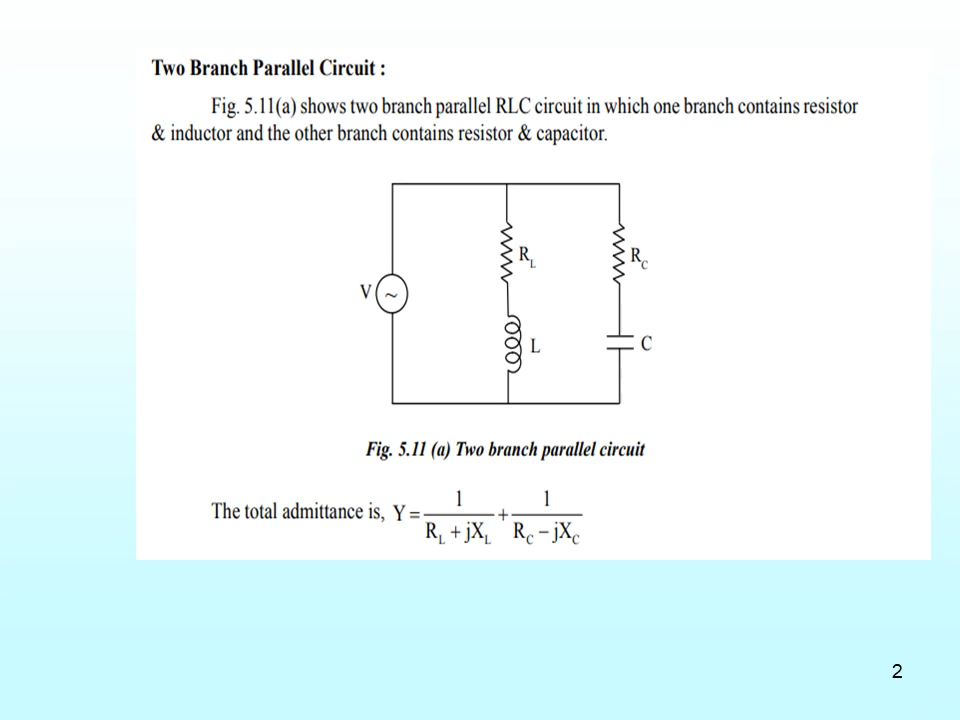 Two Branch Parallel Circuit :
Fig. 5.11(a) shows two branch parallel RLC circuit in which one branch contains resistor
& inductor and the other branch contains resistor & capacitor.
R_L
R_C
V
~
L
C
Fig. 5.11 (a) Two branch parallel circuit
The total admittance is, Y = 1/(R_L + jX_L) + 1/(R_C − jX_C)
2